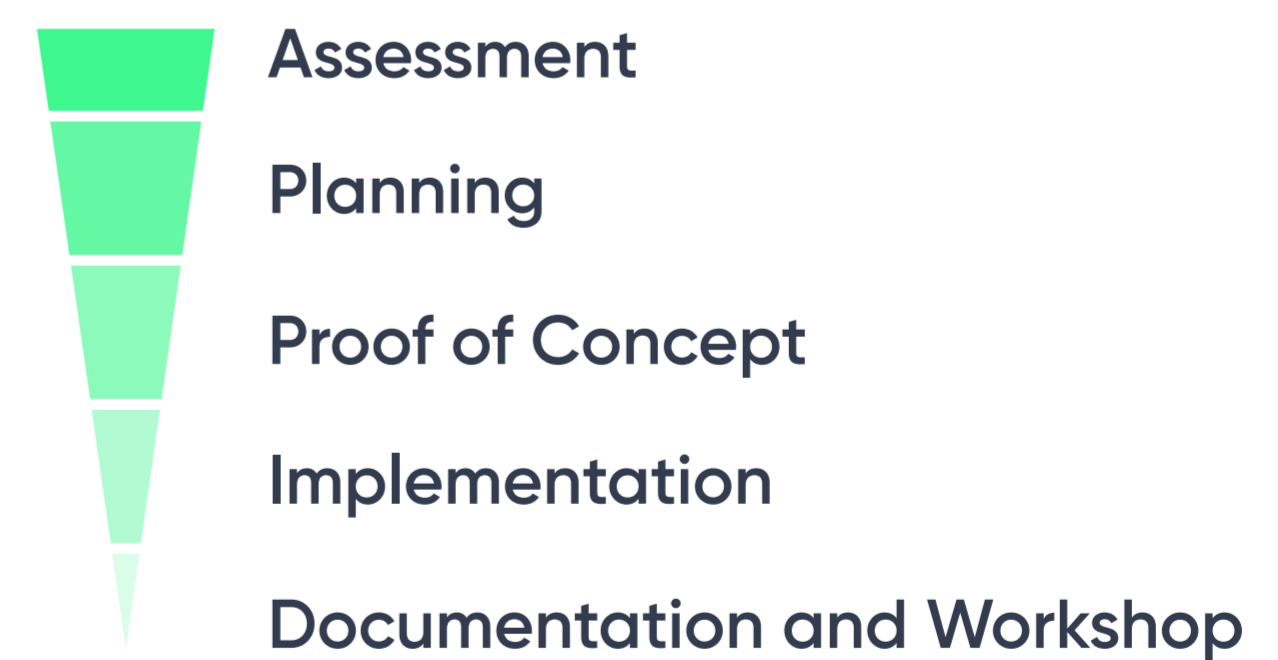 Assessment
Planning
Proof of Concept
Implementation
Documentation and Workshop